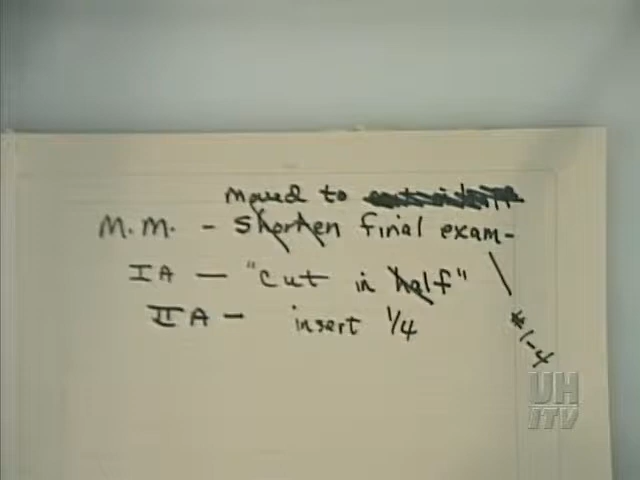 moved to
M.M. - shorten final exam-
IA - "cut in half"
IIA - insert 1/4
#1-4
UH
ITV